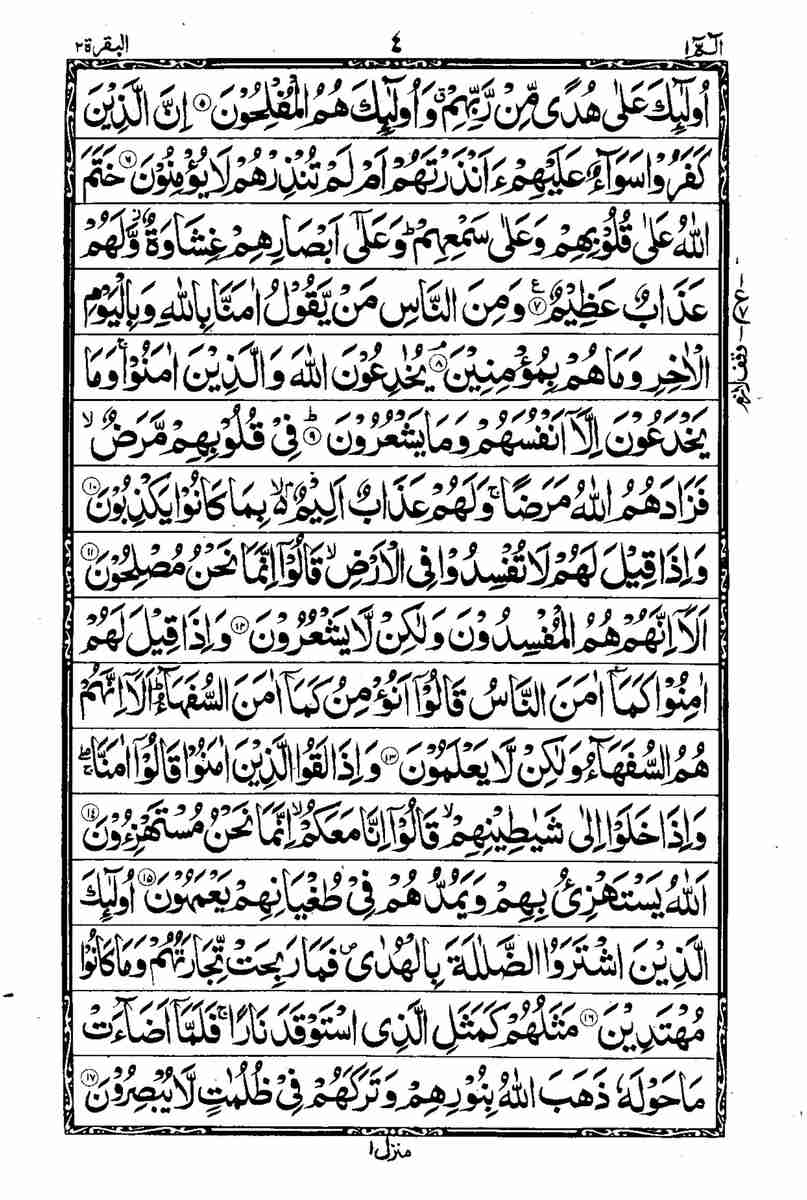 الٓمّٓ ١
٤
البقرة ٢
اُولٰٓئِكَ عَلٰى هُدًى مِّنْ رَّبِّهِمْ ۗ وَاُولٰٓئِكَ هُمُ الْمُفْلِحُوْنَ ۝٥ اِنَّ الَّذِيْنَ
كَفَرُوْا سَوَآءٌ عَلَيْهِمْ ءَاَنْذَرْتَهُمْ اَمْ لَمْ تُنْذِرْهُمْ لَا يُؤْمِنُوْنَ ۝٦ خَتَمَ
اللّٰهُ عَلٰى قُلُوْبِهِمْ وَعَلٰى سَمْعِهِمْ ؕ وَعَلٰٓى اَبْصَارِهِمْ غِشَاوَةٌ ۙ وَّلَهُمْ
عَذَابٌ عَظِيْمٌ ۝٧ ع وَمِنَ النَّاسِ مَنْ يَّقُوْلُ اٰمَنَّا بِاللّٰهِ وَبِالْيَوْمِ
الْاٰخِرِ وَمَا هُمْ بِمُؤْمِنِيْنَ ۝٨ۘ يُخٰدِعُوْنَ اللّٰهَ وَالَّذِيْنَ اٰمَنُوْا ۚ وَمَا
يَخْدَعُوْنَ اِلَّآ اَنْفُسَهُمْ وَمَا يَشْعُرُوْنَ ۝٩ؕ فِيْ قُلُوْبِهِمْ مَّرَضٌ ۙ
فَزَادَهُمُ اللّٰهُ مَرَضًا ۚ وَلَهُمْ عَذَابٌ اَلِيْمٌ ۙ۬ بِمَا كَانُوْا يَكْذِبُوْنَ ۝١٠
وَاِذَا قِيْلَ لَهُمْ لَا تُفْسِدُوْا فِى الْاَرْضِ ۙ قَالُوْٓا اِنَّمَا نَحْنُ مُصْلِحُوْنَ ۝١١
اَلَآ اِنَّهُمْ هُمُ الْمُفْسِدُوْنَ وَلٰكِنْ لَّا يَشْعُرُوْنَ ۝١٢ وَاِذَا قِيْلَ لَهُمْ
اٰمِنُوْا كَمَآ اٰمَنَ النَّاسُ قَالُوْٓا اَنُؤْمِنُ كَمَآ اٰمَنَ السُّفَهَآءُ ؕ اَلَآ اِنَّهُمْ
هُمُ السُّفَهَآءُ وَلٰكِنْ لَّا يَعْلَمُوْنَ ۝١٣ وَاِذَا لَقُوا الَّذِيْنَ اٰمَنُوْا قَالُوْٓا اٰمَنَّا ۖۚ
وَاِذَا خَلَوْا اِلٰى شَيٰطِيْنِهِمْ ۙ قَالُوْٓا اِنَّا مَعَكُمْ ۙ اِنَّمَا نَحْنُ مُسْتَهْزِءُوْنَ ۝١٤
اَللّٰهُ يَسْتَهْزِئُ بِهِمْ وَيَمُدُّهُمْ فِيْ طُغْيَانِهِمْ يَعْمَهُوْنَ ۝١٥ اُولٰٓئِكَ
الَّذِيْنَ اشْتَرَوُا الضَّلٰلَةَ بِالْهُدٰى ۪ فَمَا رَبِحَتْ تِّجَارَتُهُمْ وَمَا كَانُوْا
مُهْتَدِيْنَ ۝١٦ مَثَلُهُمْ كَمَثَلِ الَّذِى اسْتَوْقَدَ نَارًا ۚ فَلَمَّآ اَضَآءَتْ
مَا حَوْلَهٗ ذَهَبَ اللّٰهُ بِنُوْرِهِمْ وَتَرَكَهُمْ فِيْ ظُلُمٰتٍ لَّا يُبْصِرُوْنَ ۝١٧
وقف لازم
منزل ١